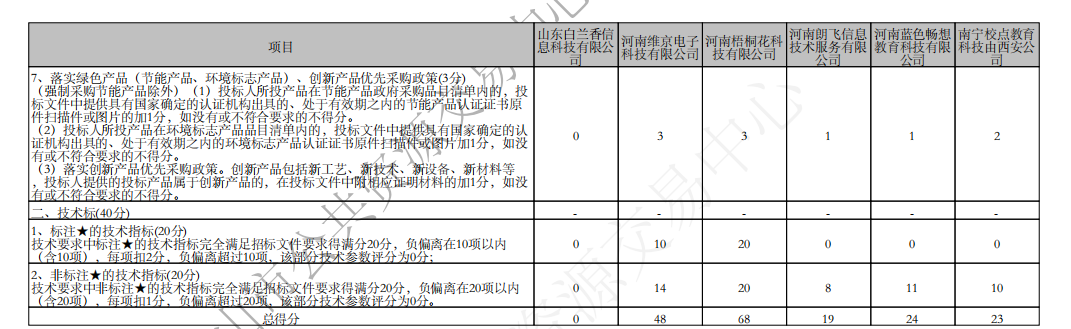 项目
山东白兰香信
息科技有限公
司
河南维京电子
科技有限公司
河南梧桐花科
技有限公司
河南朗飞信息
技术服务有限
公司
河南蓝色畅想
教育科技有限
公司
南宁校点教育
科技由西安公
司
7、落实绿色产品（节能产品、环境标志产品）、创新产品优先采购政策(3分)
（强制采购节能产品除外）（1）投标人所投产品在节能产品政府采购品目清单内的，投
标文件中提供具有国家确定的认证机构出具的、处于有效期之内的节能产品认证证书原
件扫描件或图片的加1分，如没有或不符合要求的不得分。
（2）投标人所投产品在环境标志产品品目清单内的，投标文件中提供具有国家确定的认
证机构出具的、处于有效期之内的环境标志产品认证证书原件扫描件或图片加1分，如没
有或不符合要求的不得分。
（3）落实创新产品优先采购政策。创新产品包括新工艺、新技术、新设备、新材料等
，投标人提供的投标产品属于创新产品的，在投标文件中附相应证明材料的加1分，如没
有或不符合要求的不得分。
0 3 3 1 1 2
二、技术标(40分)
- - - - - -
1、标注★的技术指标(20分)
技术要求中标注★的技术指标完全满足招标文件要求得满分20分，负偏离在10项以内
（含10项），每项扣2分，负偏离超过10项，该部分技术参数评分为0分；
0 10 20 0 0 0
2、非标注★的技术指标(20分)
技术要求中非标注★的技术指标完全满足招标文件要求得满分20分，负偏离在20项以内
（含20项），每项扣1分，负偏离超过20项，该部分技术参数评分为0分。
0 14 20 8 11 10
总得分 0 48 68 19 24 23